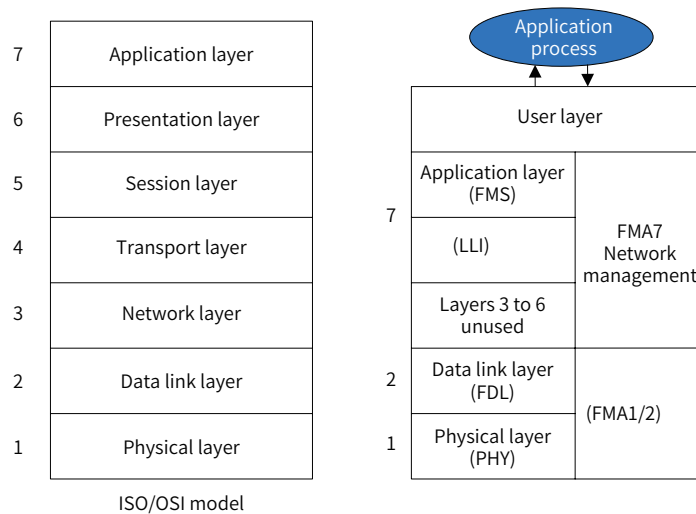 7
Application layer
6
Presentation layer
5
Session layer
4
Transport layer
3
Network layer
2
Data link layer
1
Physical layer
ISO/OSI model
Application
process
User layer
7
Application layer
(FMS)
(LLI)
Layers 3 to 6
unused
FMA7
Network
management
2
Data link layer
(FDL)
1
Physical layer
(PHY)
(FMA1/2)